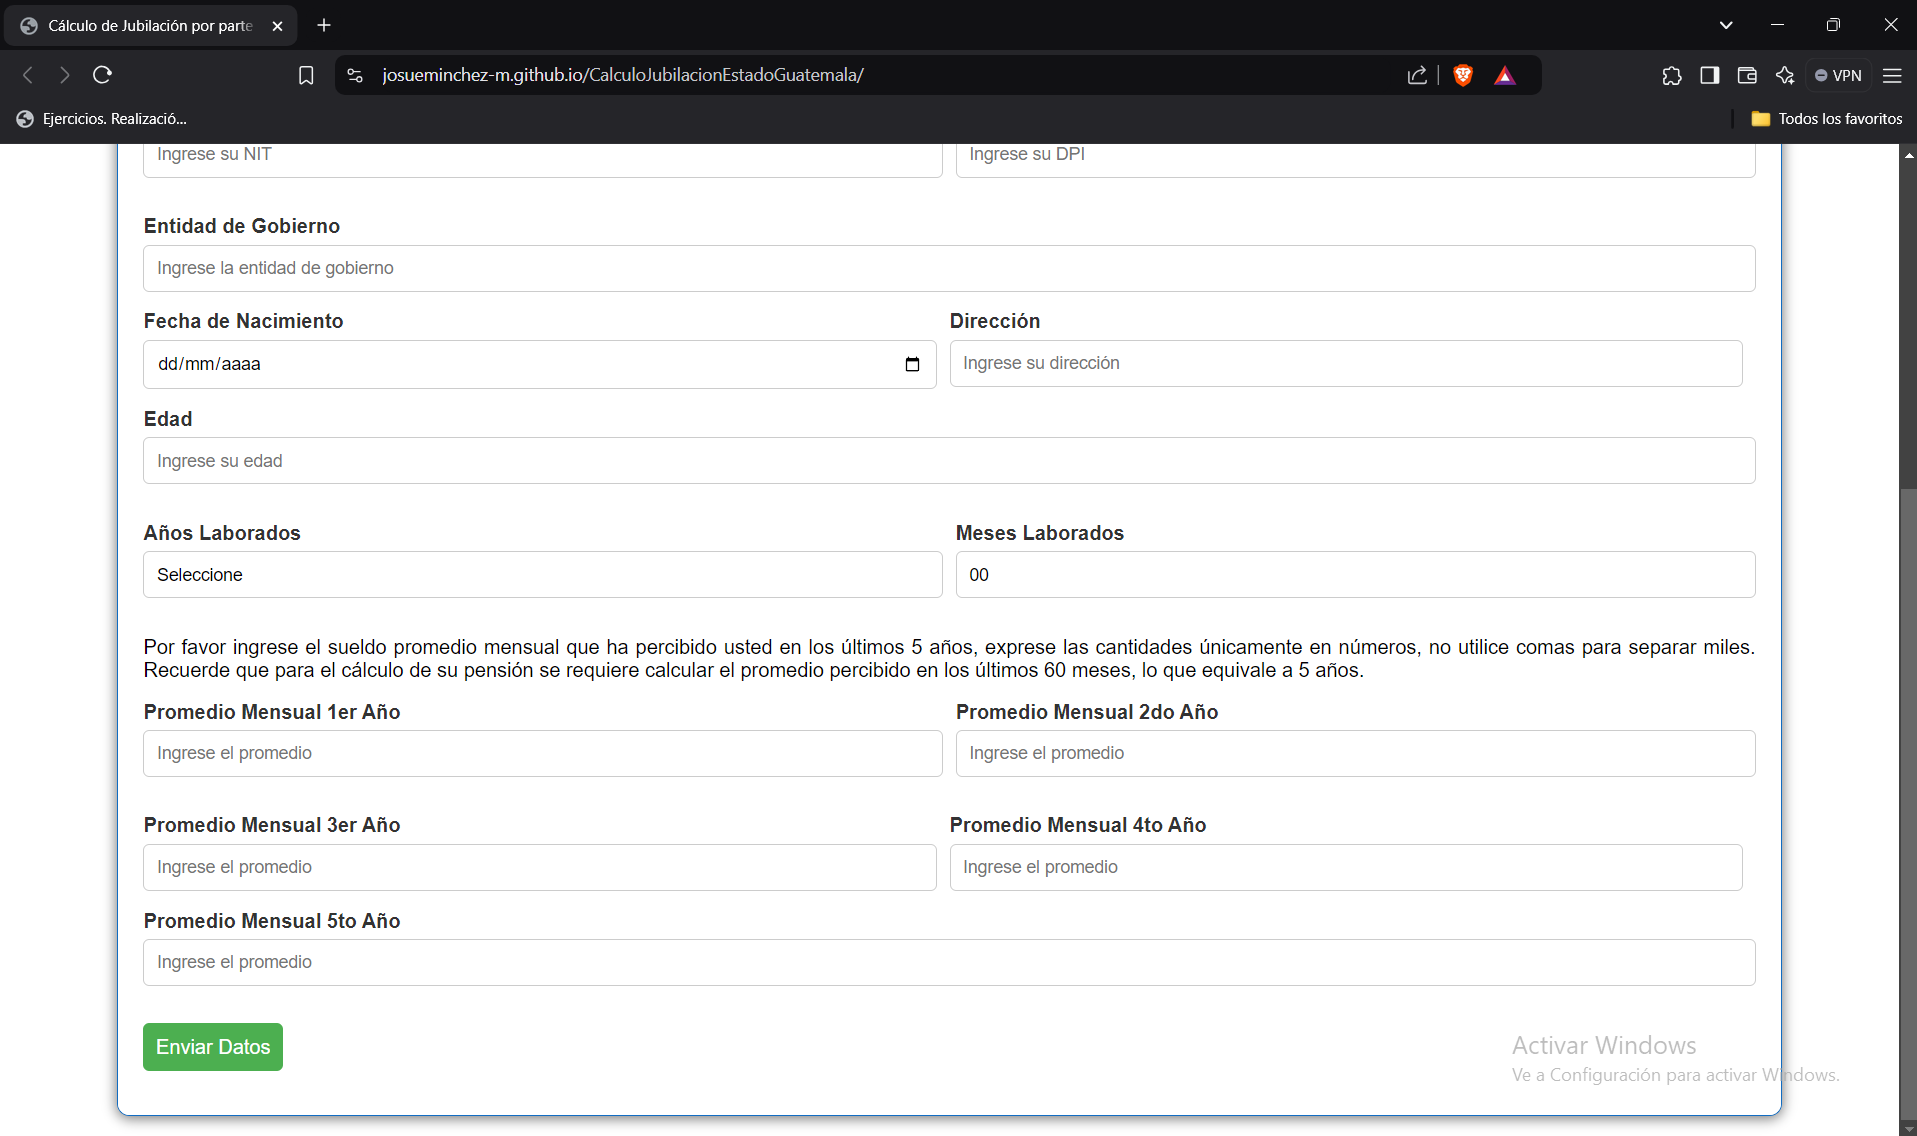 Cálculo de Jubilación por parte
josueminchez-m.github.io/CalculoJubilacionEstadoGuatemala/
VPN
Ejercicios. Realizació...
Todos los favoritos
Ingrese su NIT
Ingrese su DPI
Entidad de Gobierno
Ingrese la entidad de gobierno
Fecha de Nacimiento
Dirección
dd/mm/aaaa
Ingrese su dirección
Edad
Ingrese su edad
Años Laborados
Meses Laborados
Seleccione
00
Por favor ingrese el sueldo promedio mensual que ha percibido usted en los últimos 5 años, exprese las cantidades únicamente en números, no utilice comas para separar miles.
Recuerde que para el cálculo de su pensión se requiere calcular el promedio percibido en los últimos 60 meses, lo que equivale a 5 años.
Promedio Mensual 1er Año
Promedio Mensual 2do Año
Ingrese el promedio
Ingrese el promedio
Promedio Mensual 3er Año
Promedio Mensual 4to Año
Ingrese el promedio
Ingrese el promedio
Promedio Mensual 5to Año
Ingrese el promedio
Enviar Datos
Activar Windows
Ve a Configuración para activar Windows.